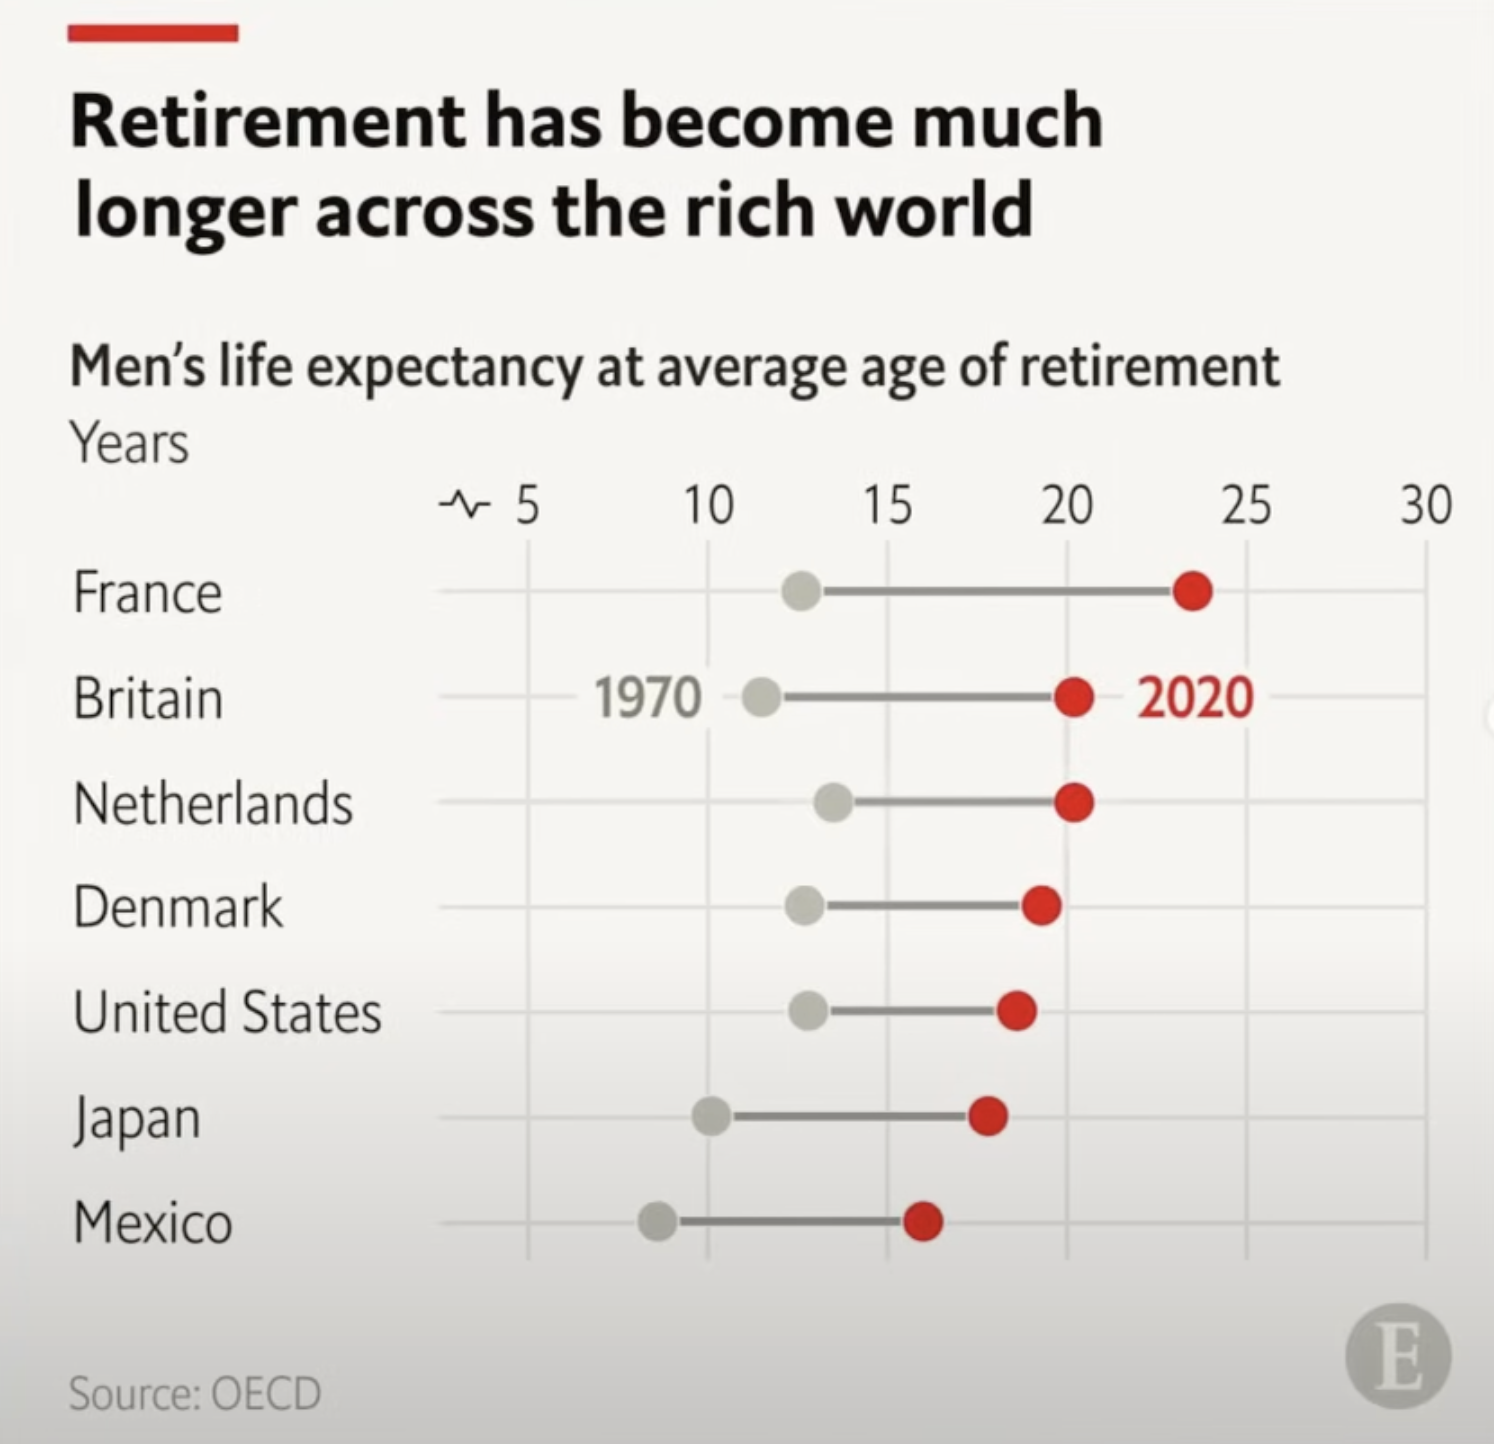 Retirement has become much
longer across the rich world
Men’s life expectancy at average age of retirement
Years
5 10 15 20 25 30
France
Britain 1970 2020
Netherlands
Denmark
United States
Japan
Mexico
Source: OECD
E